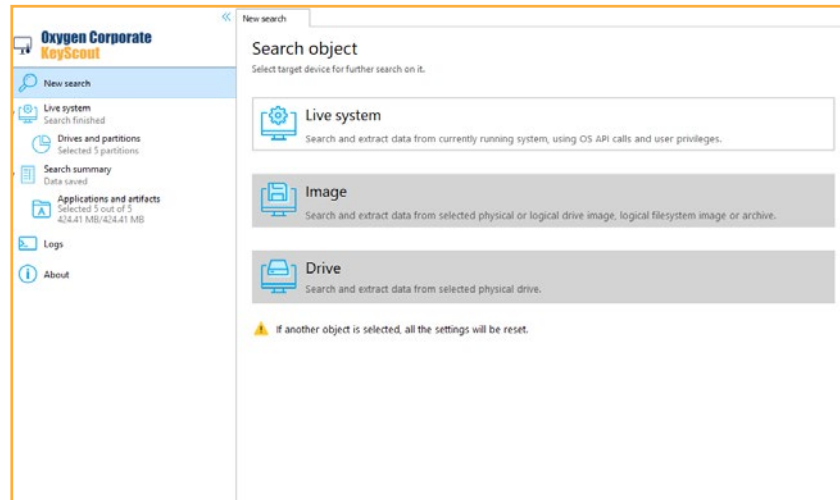 Oxygen Corporate
KeyScout
New search
Live system
Search finished
Drives and partitions
Selected 5 partitions
Search summary
Data saved
Applications and artifacts
Selected 5 out of 5
424.41 MB/424.41 MB
Logs
About
New search
Search object
Select target device for further search on it.
Live system
Search and extract data from currently running system, using OS API calls and user privileges.
Image
Search and extract data from selected physical or logical drive image, logical filesystem image or archive.
Drive
Search and extract data from selected physical drive.
If another object is selected, all the settings will be reset.